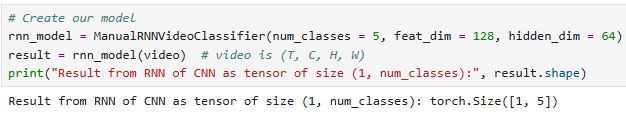 # Create our model
rnn_model = ManualRNNVideoClassifier(num_classes = 5, feat_dim = 128, hidden_dim = 64)
result = rnn_model(video)  # video is (T, C, H, W)
print("Result from RNN of CNN as tensor of size (1, num_classes):", result.shape)
Result from RNN of CNN as tensor of size (1, num_classes): torch.Size([1, 5])